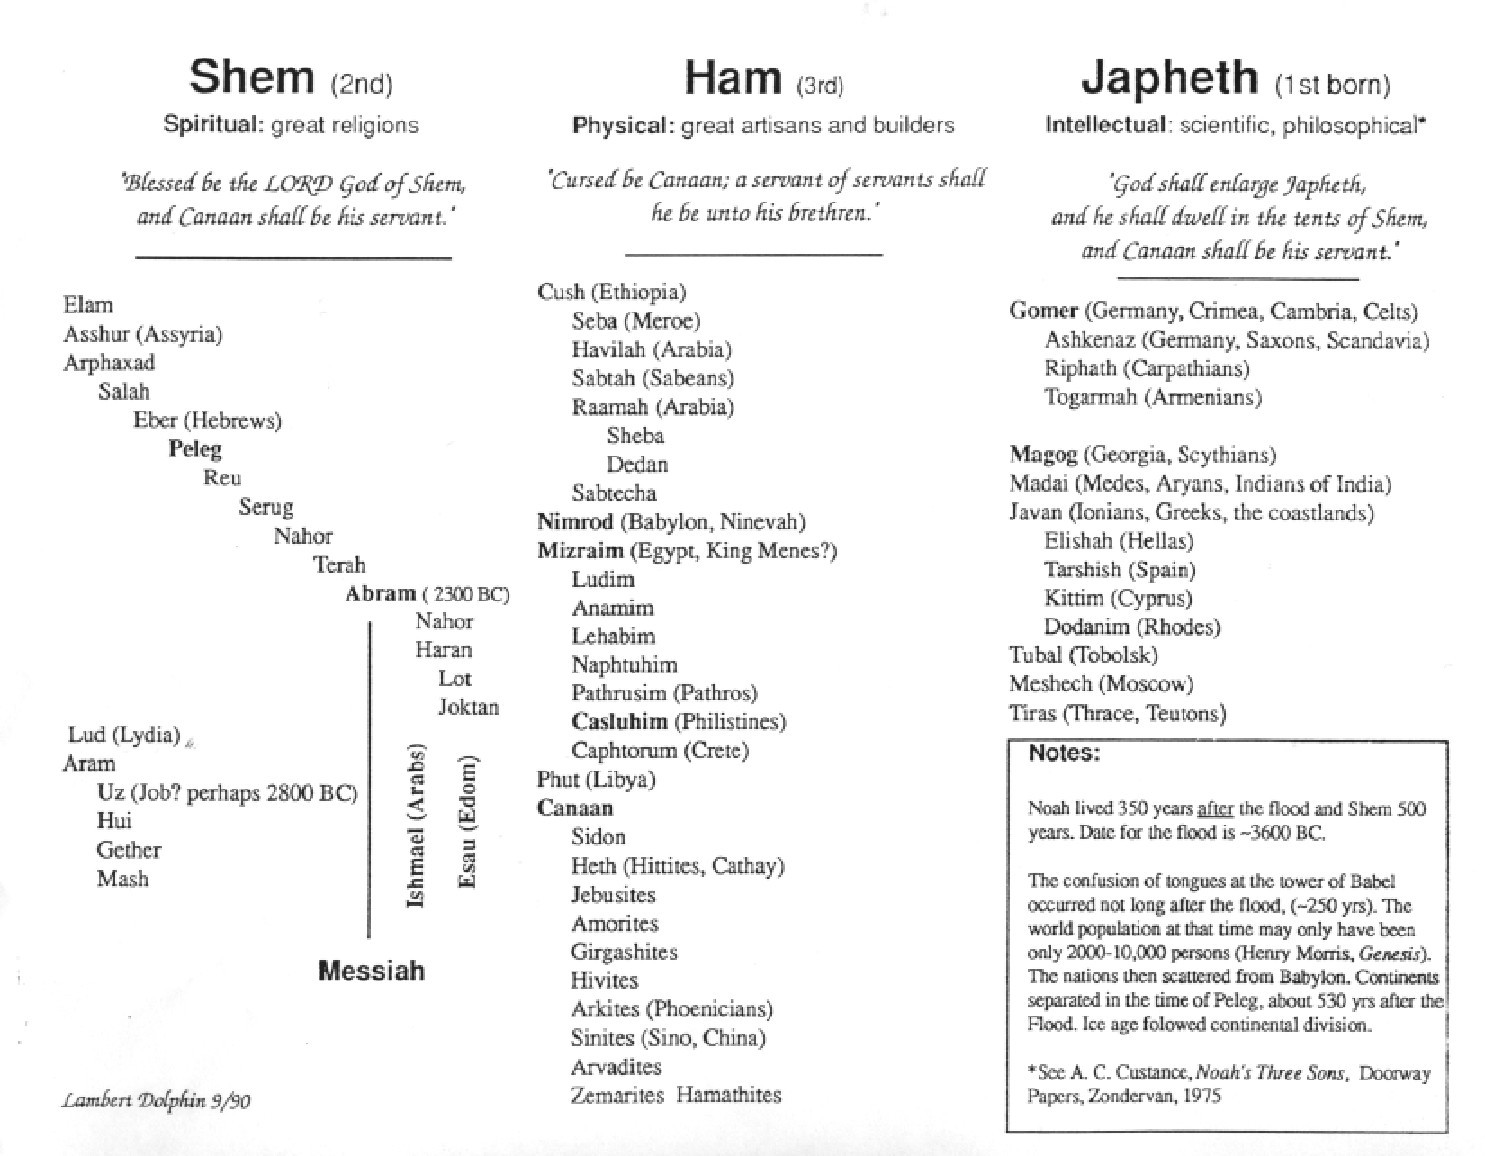 Shem (2nd)
Spiritual: great religions
'Blessed be the LORD God of Shem,
and Canaan shall be his servant.'
Elam
Asshur (Assyria)
Arphaxad
Salah
Eber (Hebrews)
Peleg
Reu
Serug
Nahor
Terah
Abram ( 2300 BC)
Nahor
Haran
Lot
Joktan
Lud (Lydia)
Aram
Uz (Job? perhaps 2800 BC)
Hui
Gether
Mash
Ishmael (Arabs)
Esau (Edom)
Messiah
Lambert Dolphin 9/90
Ham (3rd)
Physical: great artisans and builders
'Cursed be Canaan; a servant of servants shall
he be unto his brethren.'
Cush (Ethiopia)
Seba (Meroe)
Havilah (Arabia)
Sabtah (Sabeans)
Raamah (Arabia)
Sheba
Dedan
Sabtecha
Nimrod (Babylon, Ninevah)
Mizraim (Egypt, King Menes?)
Ludim
Anamim
Lehabim
Naphtuhim
Pathrusim (Pathros)
Casluhim (Philistines)
Caphtorum (Crete)
Phut (Libya)
Canaan
Sidon
Heth (Hittites, Cathay)
Jebusites
Amorites
Girgashites
Hivites
Arkites (Phoenicians)
Sinites (Sino, China)
Arvadites
Zemarites Hamathites
Japheth (1st born)
Intellectual: scientific, philosophical*
'God shall enlarge Japheth,
and he shall dwell in the tents of Shem,
and Canaan shall be his servant.'
Gomer (Germany, Crimea, Cambria, Celts)
Ashkenaz (Germany, Saxons, Scandavia)
Riphath (Carpathians)
Togarmah (Armenians)
Magog (Georgia, Scythians)
Madai (Medes, Aryans, Indians of India)
Javan (Ionians, Greeks, the coastlands)
Elishah (Hellas)
Tarshish (Spain)
Kittim (Cyprus)
Dodanim (Rhodes)
Tubal (Tobolsk)
Meshech (Moscow)
Tiras (Thrace, Teutons)
Notes:
Noah lived 350 years after the flood and Shem 500
years. Date for the flood is ~3600 BC.
The confusion of tongues at the tower of Babel
occurred not long after the flood, (~250 yrs). The
world population at that time may only have been
only 2000-10,000 persons (Henry Morris, Genesis).
The nations then scattered from Babylon. Continents
separated in the time of Peleg, about 530 yrs after the
Flood. Ice age folowed continental division.
*See A. C. Custance, Noah's Three Sons, Doorway
Papers, Zondervan, 1975